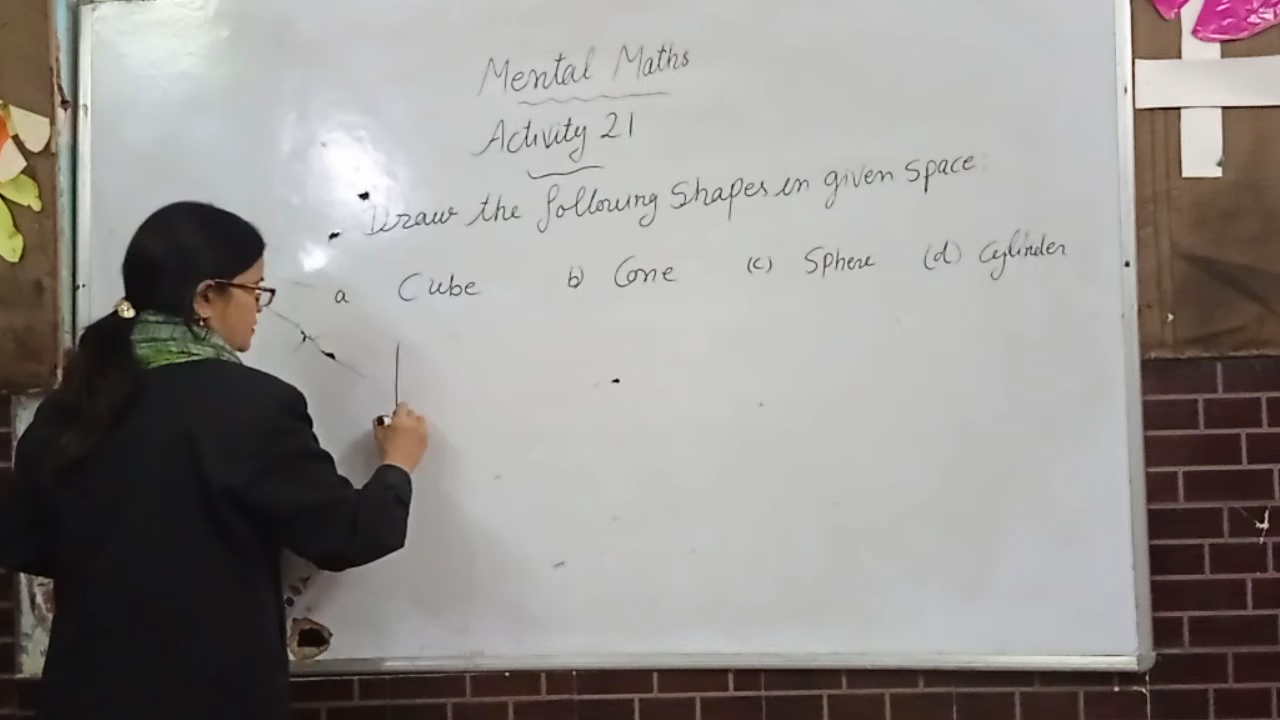 Mental Maths
Activity 21
Draw the following Shapes in given space.
a Cube b) Cone (c) Sphere (d) Cylinder